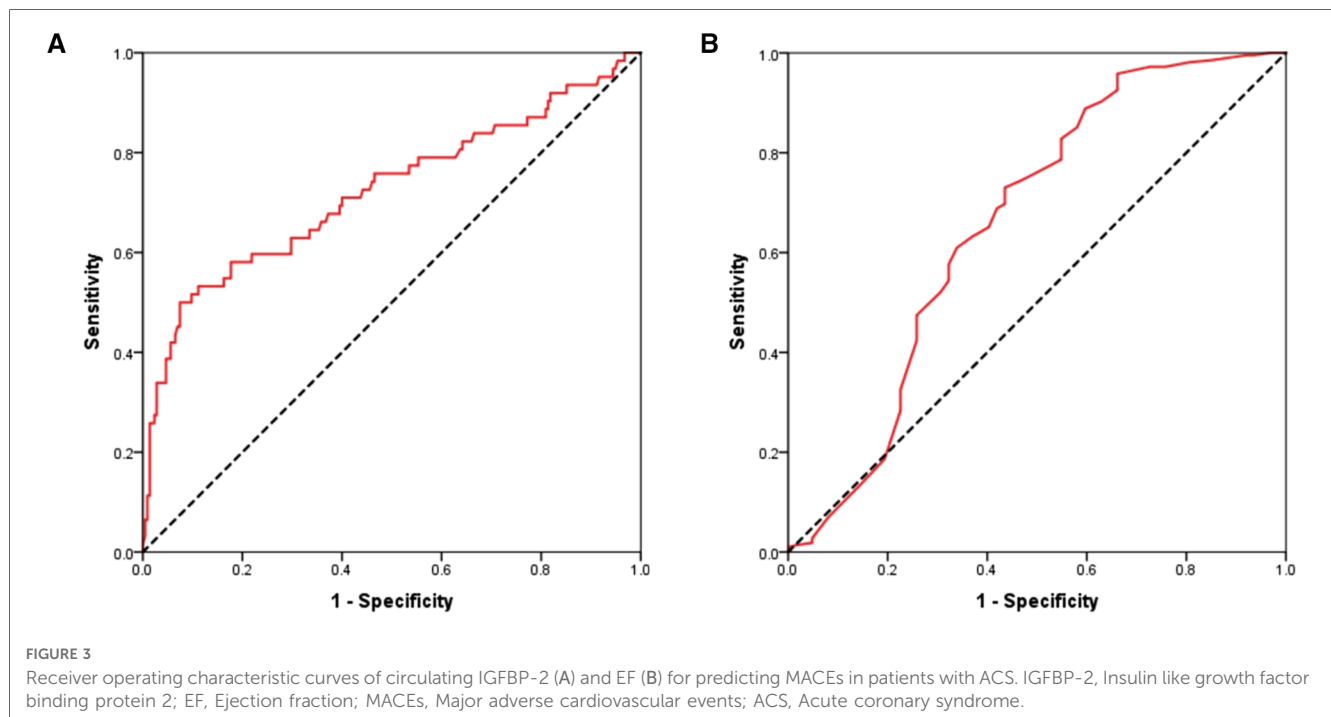 A
1.0
0.8
0.6
0.4
0.2
0.0
Sensitivity
0.0 0.2 0.4 0.6 0.8 1.0
1 - Specificity
B
1.0
0.8
0.6
0.4
0.2
0.0
Sensitivity
0.0 0.2 0.4 0.6 0.8 1.0
1 - Specificity
FIGURE 3
Receiver operating characteristic curves of circulating IGFBP-2 (A) and EF (B) for predicting MACEs in patients with ACS. IGFBP-2, Insulin like growth factor
binding protein 2; EF, Ejection fraction; MACEs, Major adverse cardiovascular events; ACS, Acute coronary syndrome.